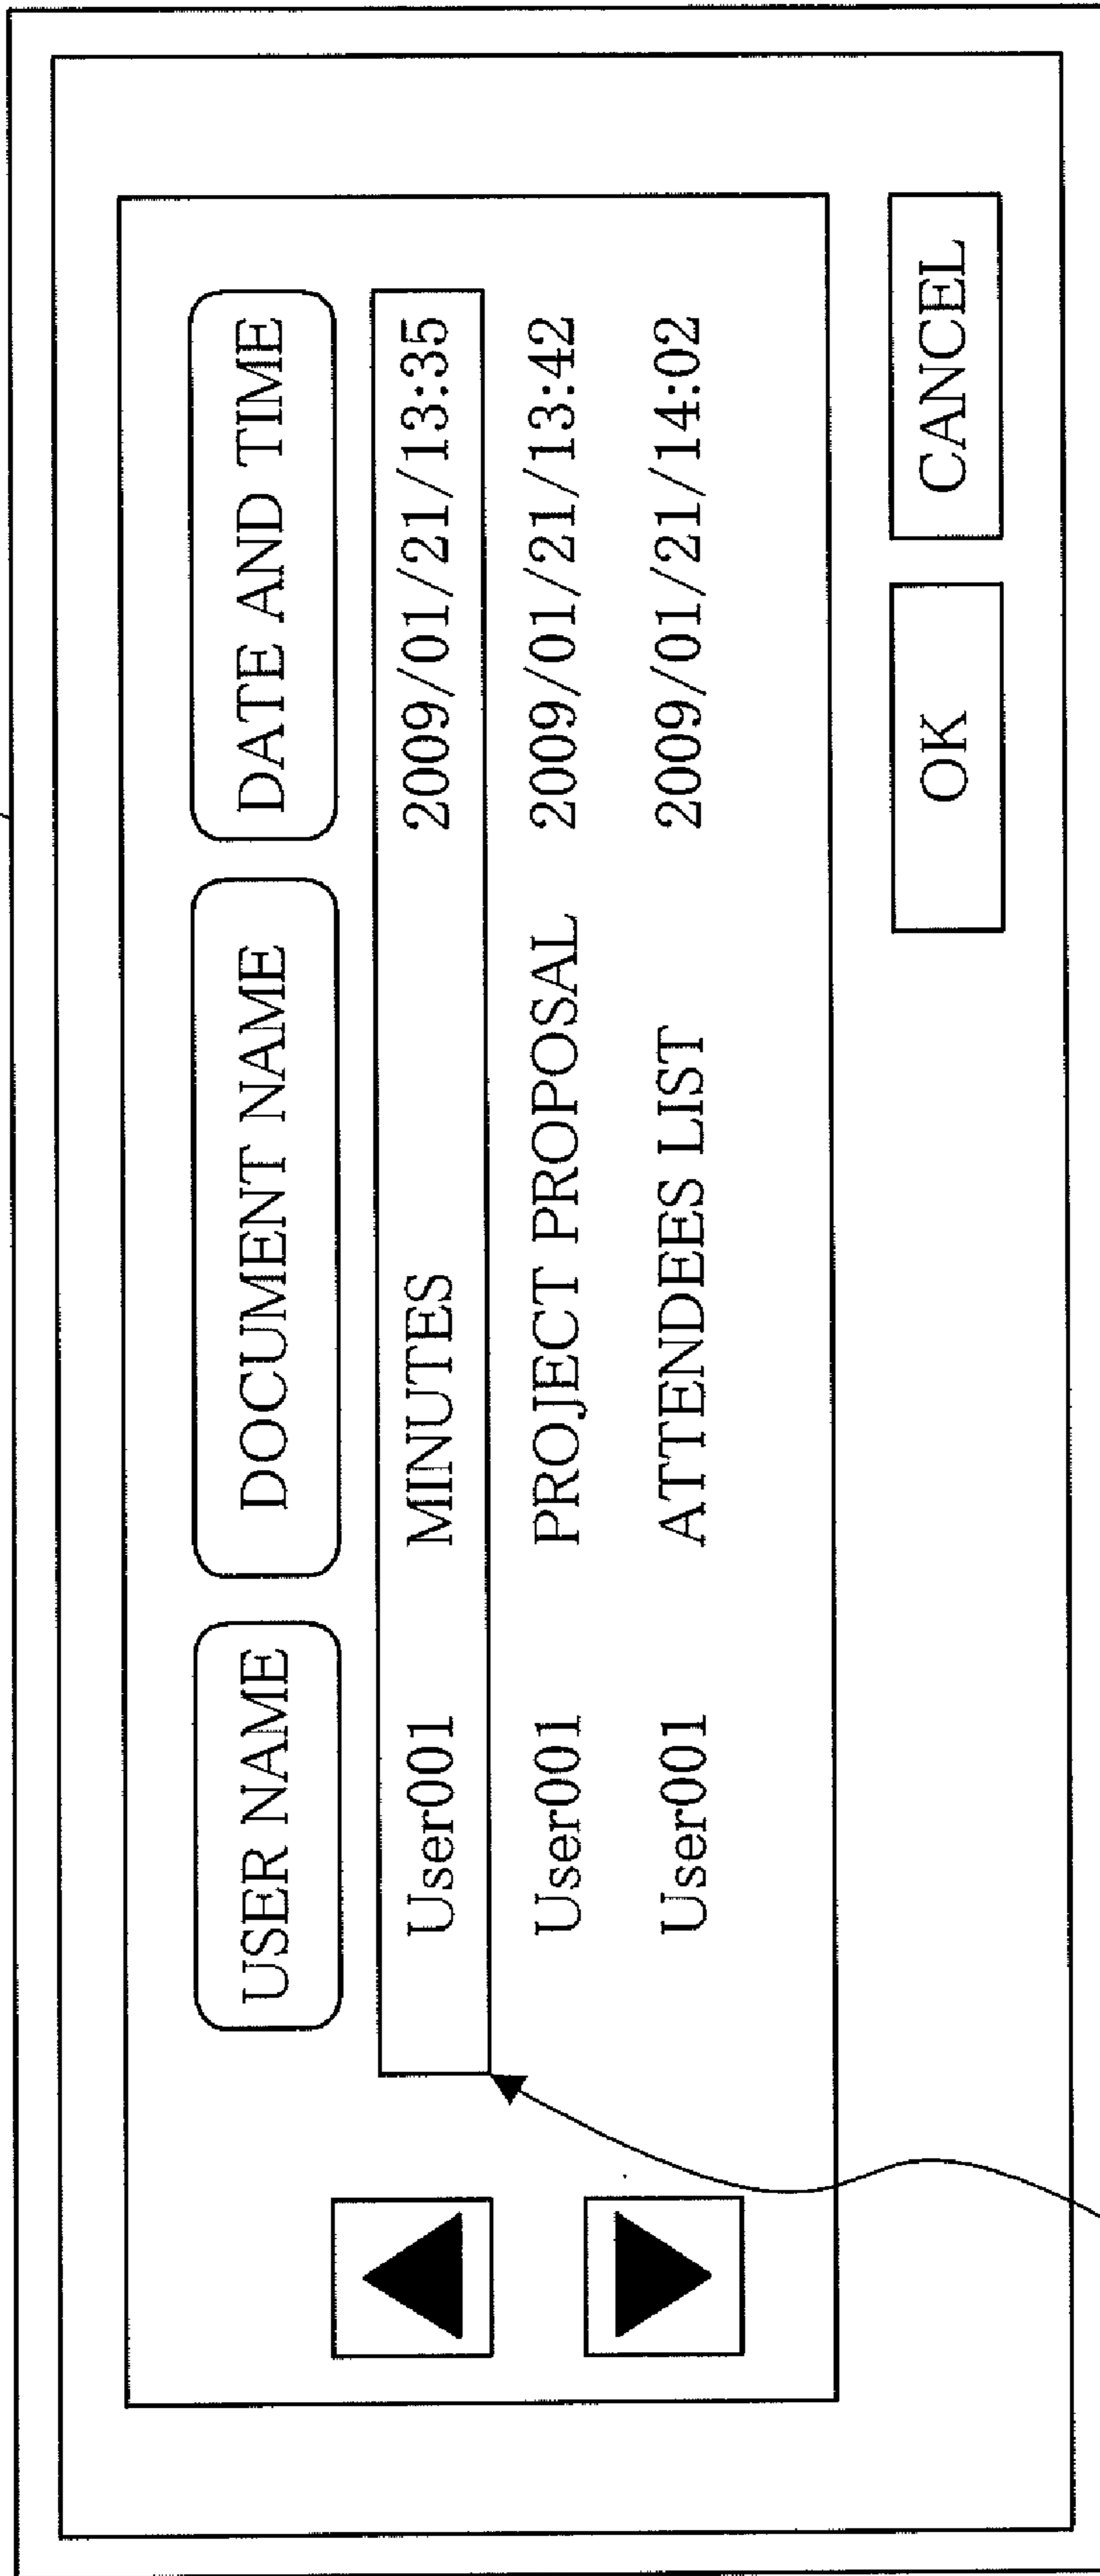 USER NAME DOCUMENT NAME DATE AND TIME
User001 MINUTES 2009/01/21/13:35
User001 PROJECT PROPOSAL 2009/01/21/13:42
User001 ATTENDEES LIST 2009/01/21/14:02
OK CANCEL